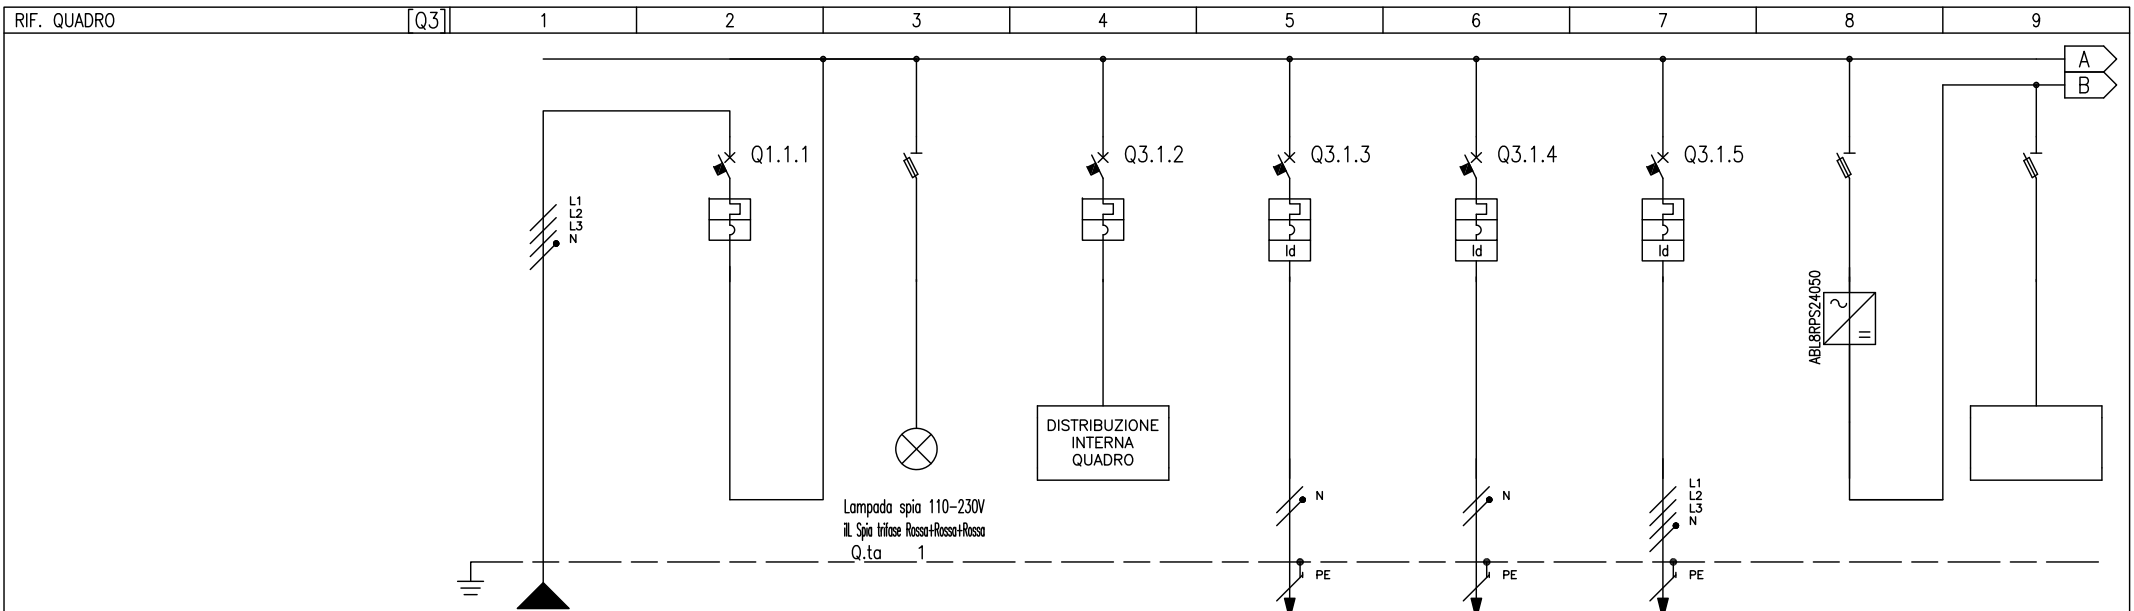 RIF. QUADRO [Q3] 1 2 3 4 5 6 7 8 9
A
B
Q1.1.1 Q3.1.2 Q3.1.3 Q3.1.4 Q3.1.5
L1
L2
L3
N
Id Id Id
ABL8RPS24050
DISTRIBUZIONE
INTERNA
QUADRO
Lampada spia 110-230V
iIL Spia trifase Rossa+Rossa+Rossa
Q.ta 1
N
N
L1
L2
L3
N
PE PE PE